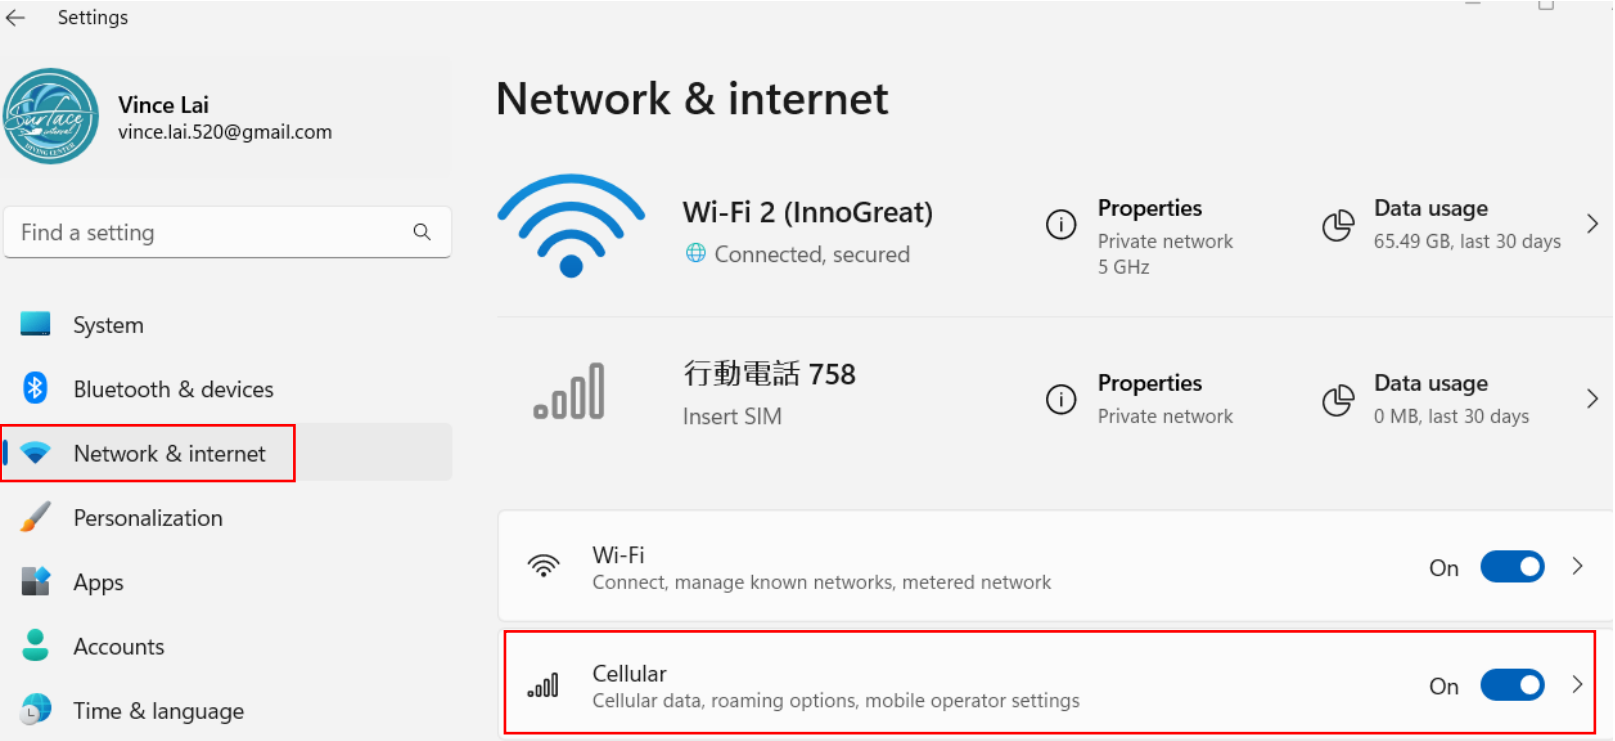 Settings
Vince Lai
vince.lai.520@gmail.com
Surface
interval
DIVING CENTER
Find a setting
System
Bluetooth & devices
Network & internet
Personalization
Apps
Accounts
Time & language
Network & internet
Wi-Fi 2 (InnoGreat)
Connected, secured
Properties
Private network
5 GHz
Data usage
65.49 GB, last 30 days
行動電話 758
Insert SIM
Properties
Private network
Data usage
0 MB, last 30 days
Wi-Fi
Connect, manage known networks, metered network
On
Cellular
Cellular data, roaming options, mobile operator settings
On